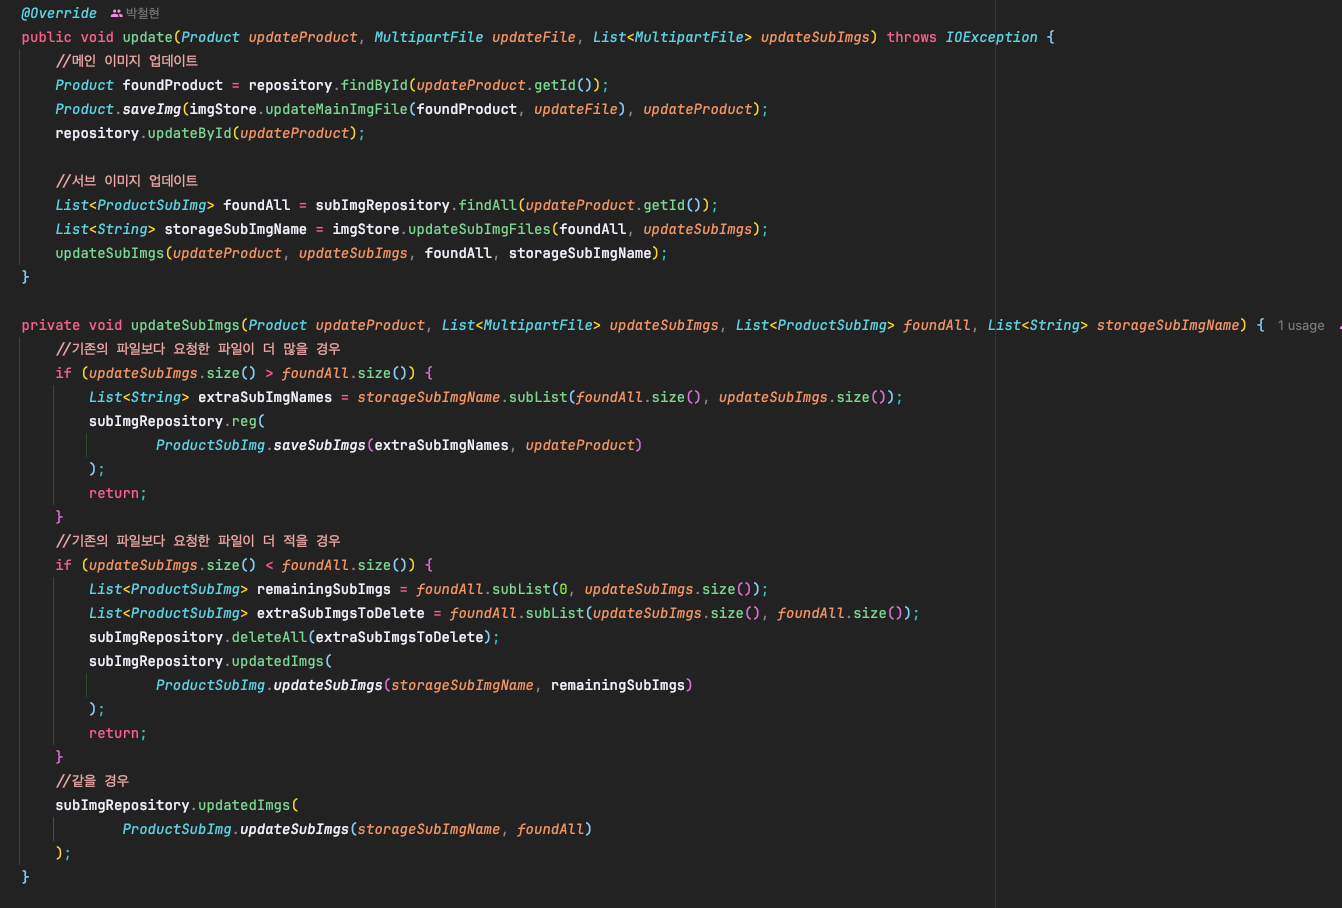 @Override 박철현
public void update(Product updateProduct, MultipartFile updateFile, List<MultipartFile> updateSubImgs) throws IOException {
//메인 이미지 업데이트
Product foundProduct = repository.findById(updateProduct.getId());
Product.saveImg(imgStore.updateMainImgFile(foundProduct, updateFile), updateProduct);
repository.updateById(updateProduct);
//서브 이미지 업데이트
List<ProductSubImg> foundAll = subImgRepository.findAll(updateProduct.getId());
List<String> storageSubImgName = imgStore.updateSubImgFiles(foundAll, updateSubImgs);
updateSubImgs(updateProduct, updateSubImgs, foundAll, storageSubImgName);
}
private void updateSubImgs(Product updateProduct, List<MultipartFile> updateSubImgs, List<ProductSubImg> foundAll, List<String> storageSubImgName) { 1 usage
//기존의 파일보다 요청한 파일이 더 많을 경우
if (updateSubImgs.size() > foundAll.size()) {
List<String> extraSubImgNames = storageSubImgName.subList(foundAll.size(), updateSubImgs.size());
subImgRepository.reg(
ProductSubImg.saveSubImgs(extraSubImgNames, updateProduct)
);
return;
}
//기존의 파일보다 요청한 파일이 더 적을 경우
if (updateSubImgs.size() < foundAll.size()) {
List<ProductSubImg> remainingSubImgs = foundAll.subList(0, updateSubImgs.size());
List<ProductSubImg> extraSubImgsToDelete = foundAll.subList(updateSubImgs.size(), foundAll.size());
subImgRepository.deleteAll(extraSubImgsToDelete);
subImgRepository.updatedImgs(
ProductSubImg.updateSubImgs(storageSubImgName, remainingSubImgs)
);
return;
}
//같을 경우
subImgRepository.updatedImgs(
ProductSubImg.updateSubImgs(storageSubImgName, foundAll)
);
}